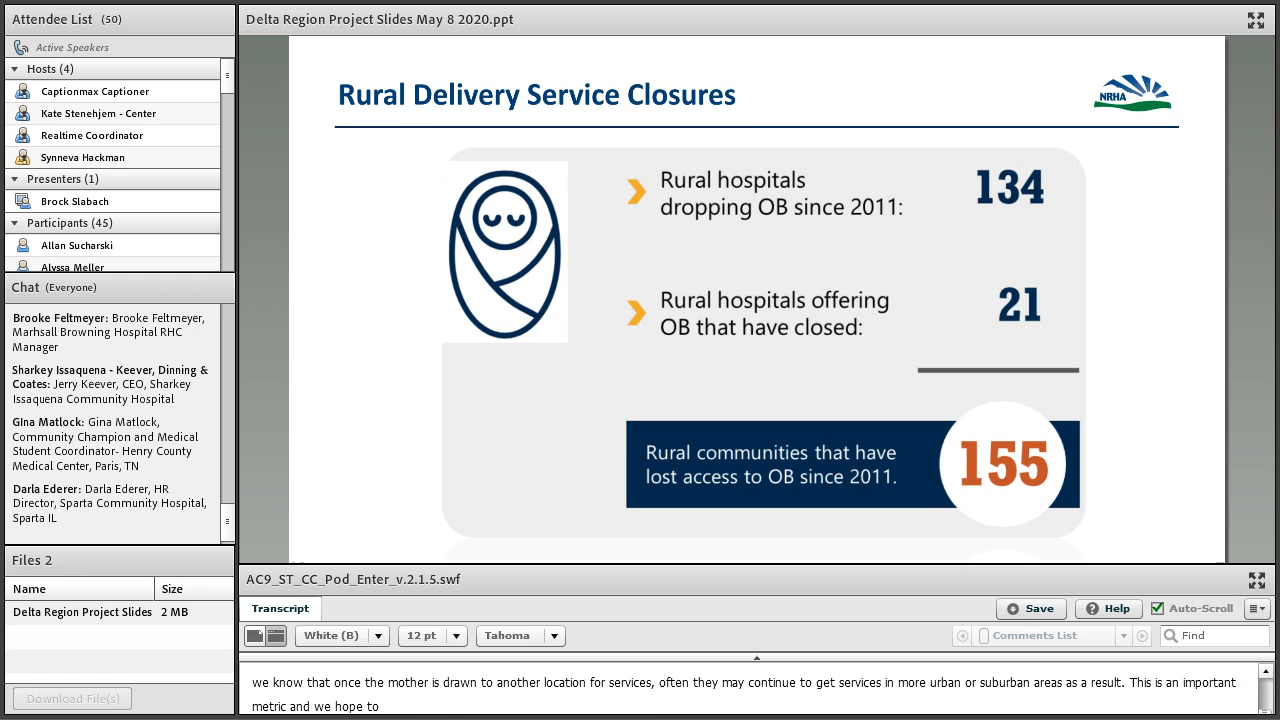 Attendee List (50)
Active Speakers
Hosts (4)
Captionmax Captioner
Kate Stenehjem - Center
Realtime Coordinator
Synneva Hackman
Presenters (1)
Brock Slabach
Participants (45)
Allan Sucharski
Alyssa Meller
Chat (Everyone)
Brooke Feltmeyer: Brooke Feltmeyer,
Marhsall Browning Hospital RHC
Manager
Sharkey Issaquena - Keever, Dinning &
Coates: Jerry Keever, CEO, Sharkey
Issaquena Community Hospital
Gina Matlock: Gina Matlock,
Community Champion and Medical
Student Coordinator- Henry County
Medical Center, Paris, TN
Darla Ederer: Darla Ederer, HR
Director, Sparta Community Hospital,
Sparta IL
Files 2
Name Size
Delta Region Project Slides 2 MB
Download File(s)
Delta Region Project Slides May 8 2020.ppt
Rural Delivery Service Closures
NRHA
Rural hospitals
dropping OB since 2011: 134
Rural hospitals offering
OB that have closed: 21
Rural communities that have
lost access to OB since 2011. 155
AC9_ST_CC_Pod_Enter_v.2.1.5.swf
Transcript Save Help Auto-Scroll
White (B) 12 pt Tahoma Comments List Find
we know that once the mother is drawn to another location for services, often they may continue to get services in more urban or suburban areas as a result. This is an important
metric and we hope to